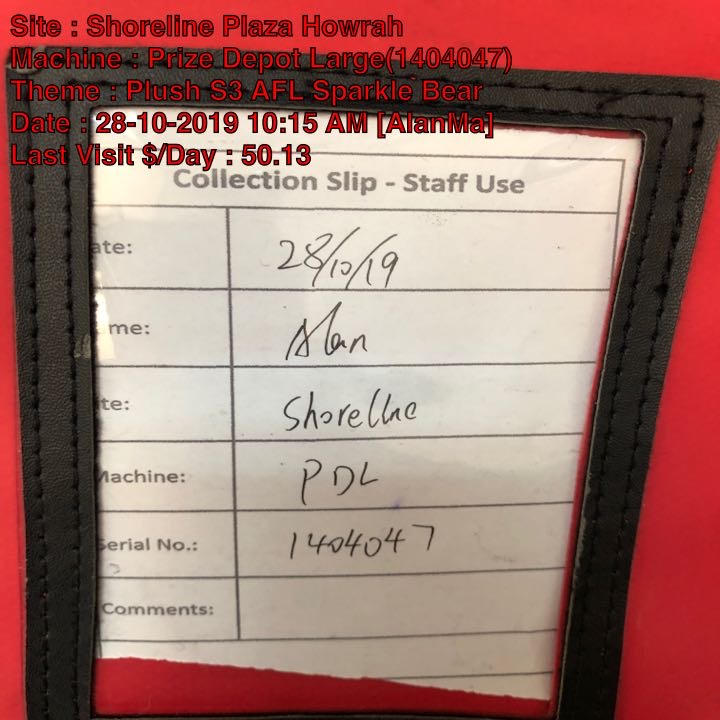 Site : Shoreline Plaza Howrah
Machine : Prize Depot Large(1404047)
Theme : Plush S3 AFL Sparkle Bear
Date : 28-10-2019 10:15 AM [AlanMa]
Last Visit $/Day : 50.13
Collection Slip - Staff Use
ate: 28/10/19
me: Alan
te: Shoreline
Machine: PDL
Serial No.: 1404047
Comments: